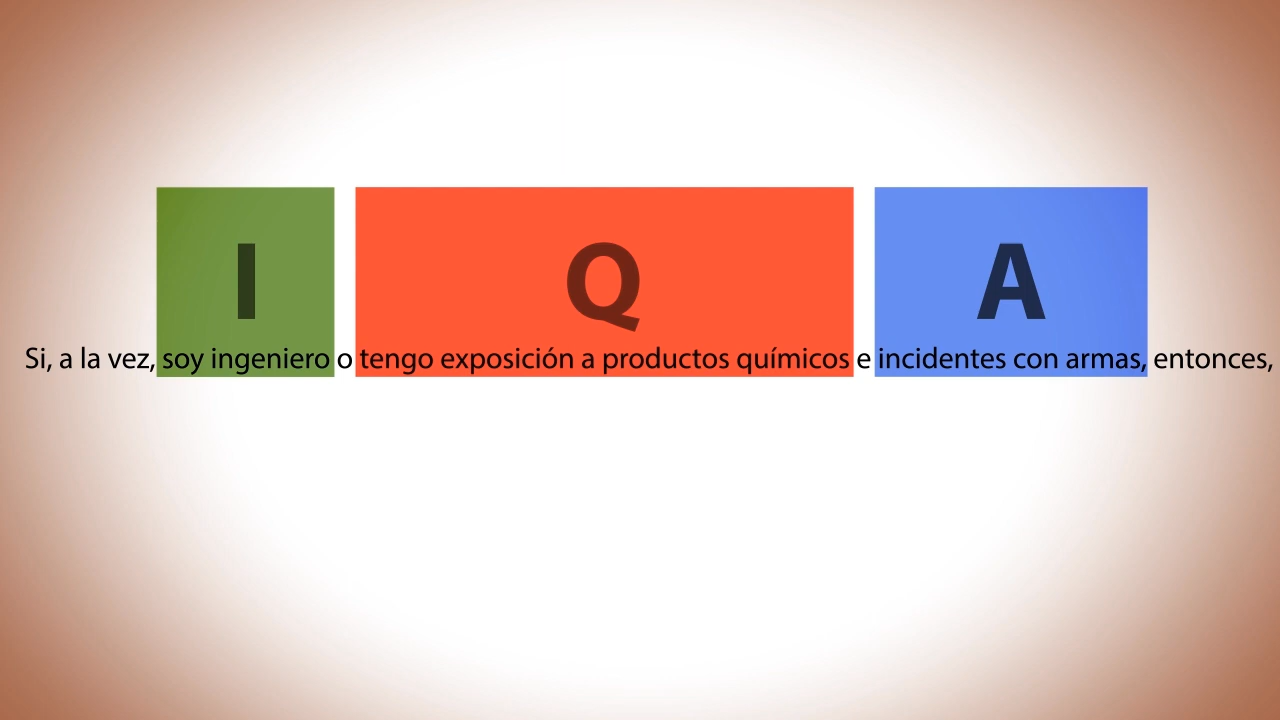 I Q A
Si, a la vez, soy ingeniero o tengo exposición a productos químicos e incidentes con armas, entonces,